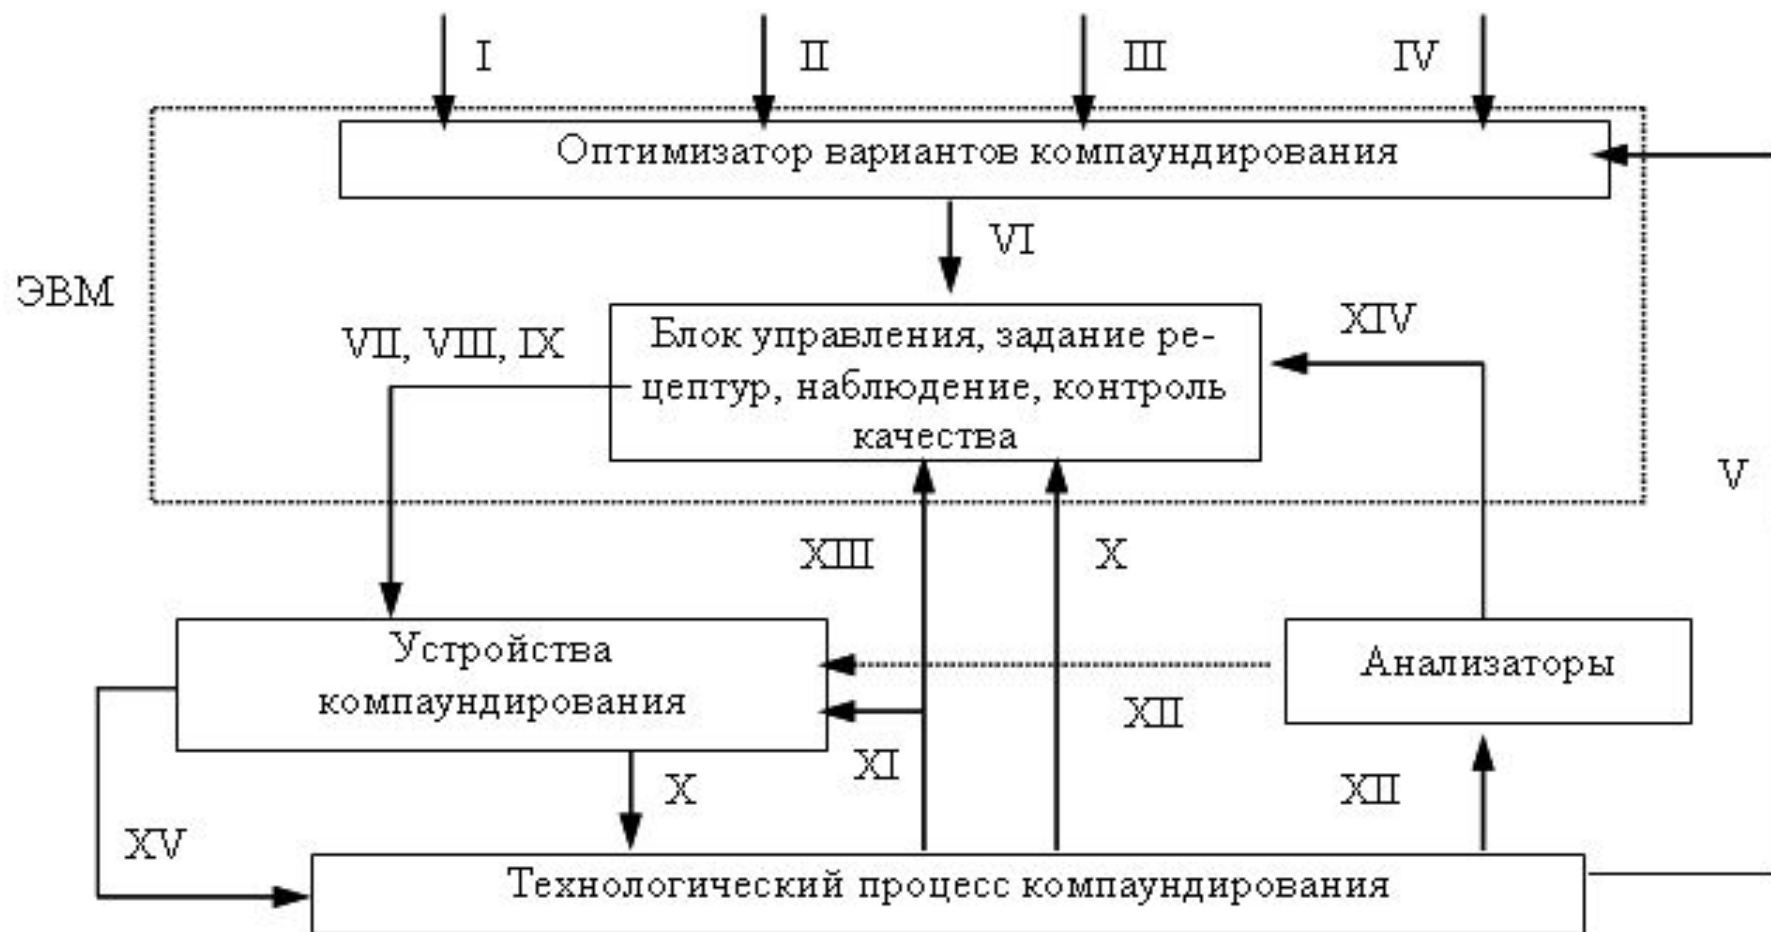 I
II
III
IV
Оптимизатор вариантов компаундирования
VI
ЭВМ
VII, VIII, IX
Блок управления, задание ре-
цептур, наблюдение, контроль
качества
XIV
V
XIII
X
Устройства
компаундирования
Анализаторы
XII
XI
X
XII
XV
Технологический процесс компаундирования